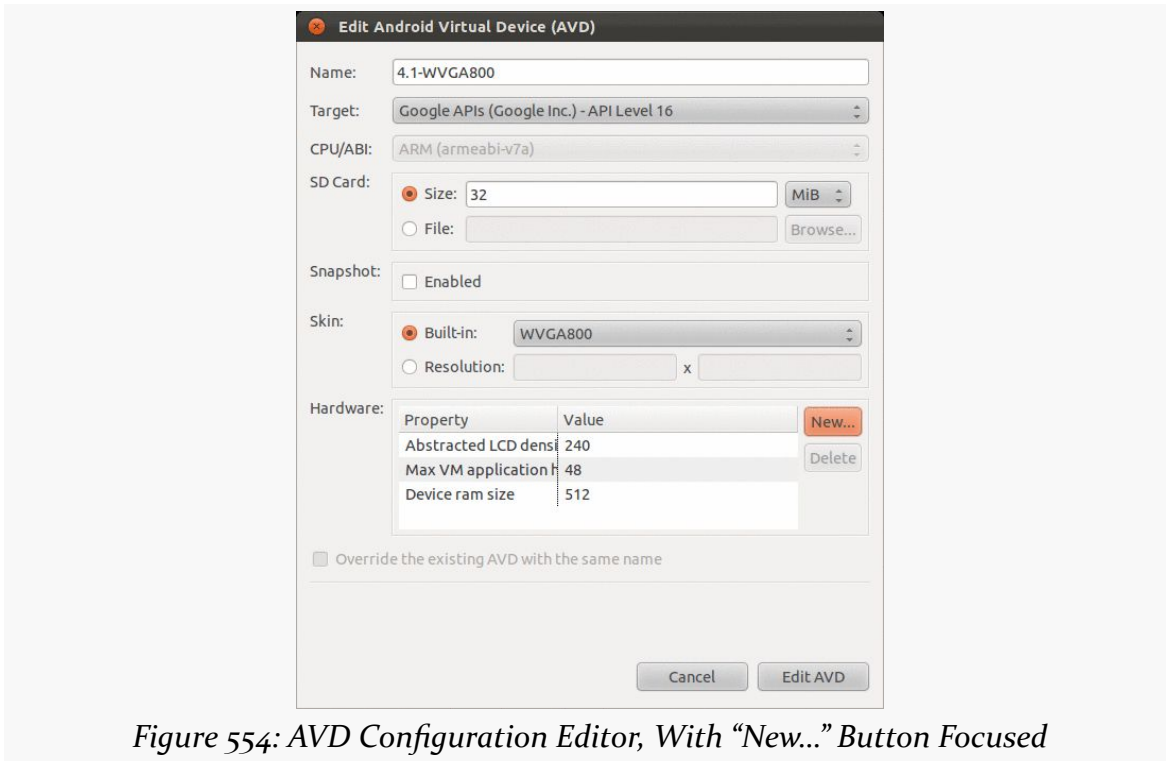 Edit Android Virtual Device (AVD)
Name: 4.1-WVGA800
Target: Google APIs (Google Inc.) - API Level 16
CPU/ABI: ARM (armeabi-v7a)
SD Card:
Size: 32 MiB
File: Browse...
Snapshot:
Enabled
Skin:
Built-in: WVGA800
Resolution: x
Hardware:
Property Value New...
Abstracted LCD densi 240
Delete
Max VM application h 48
Device ram size 512
Override the existing AVD with the same name
Cancel Edit AVD
Figure 554: AVD Configuration Editor, With “New...” Button Focused